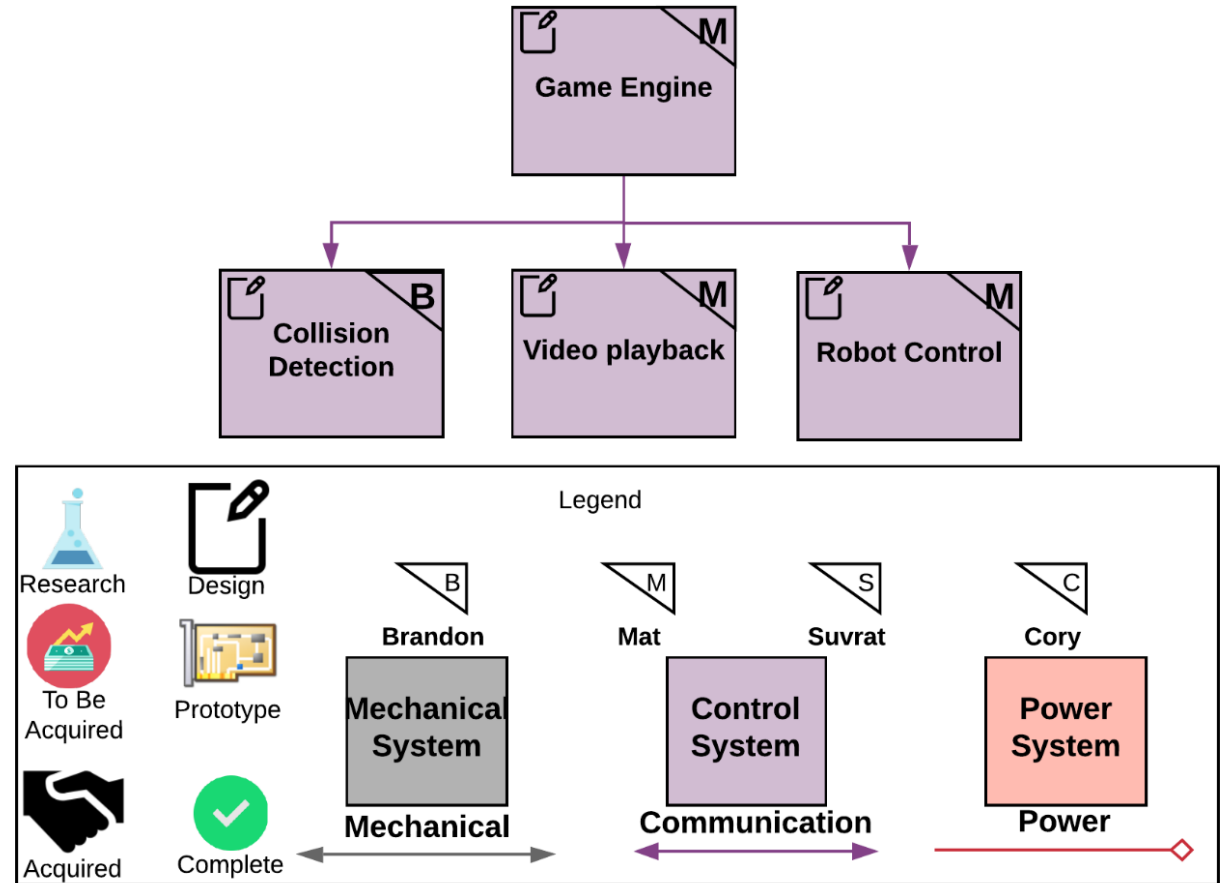 M
Game Engine
B
Collision
Detection
M
Video playback
M
Robot Control
Legend
Research
Design
B
M
S
C
Brandon
Mat
Suvrat
Cory
To Be
Acquired
Prototype
Mechanical
System
Control
System
Power
System
Acquired
Complete
Mechanical
Communication
Power